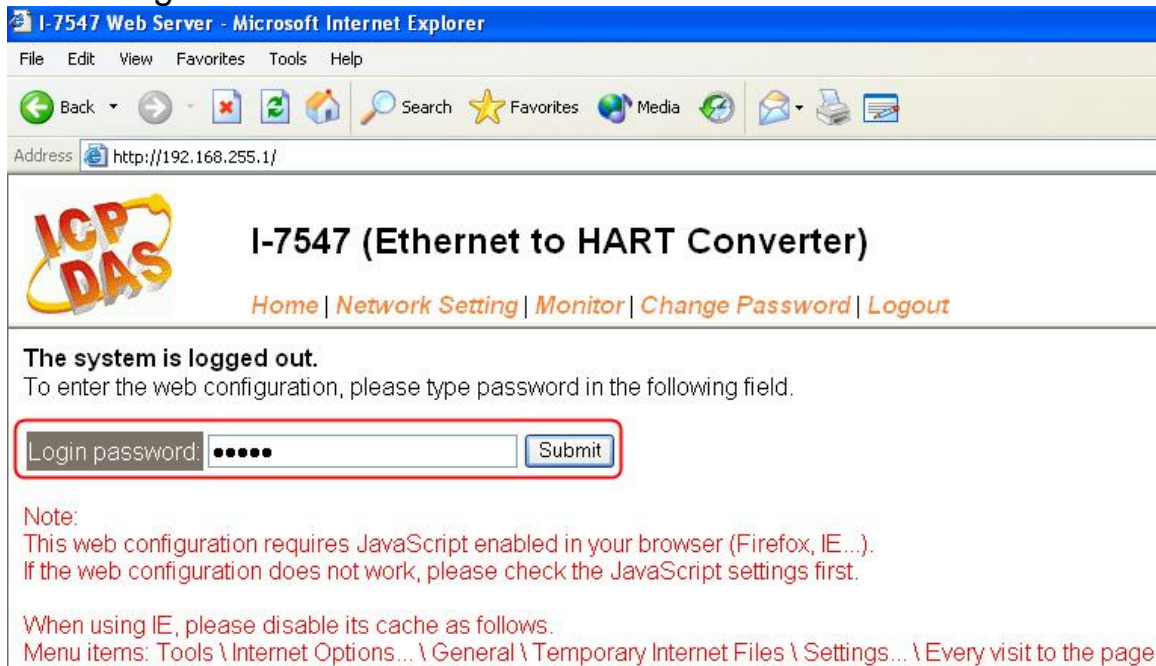 I-7547 Web Server - Microsoft Internet Explorer
File Edit View Favorites Tools Help
Back Search Favorites Media
Address http://192.168.255.1/
ICP
DAS
I-7547 (Ethernet to HART Converter)
Home | Network Setting | Monitor | Change Password | Logout
The system is logged out.
To enter the web configuration, please type password in the following field.
Login password: ••••• Submit
Note:
This web configuration requires JavaScript enabled in your browser (Firefox, IE...).
If the web configuration does not work, please check the JavaScript settings first.
When using IE, please disable its cache as follows.
Menu items: Tools \ Internet Options... \ General \ Temporary Internet Files \ Settings... \ Every visit to the page